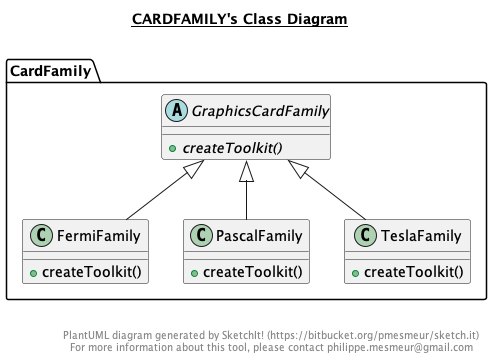 CARDFAMILY's Class Diagram
CardFamily
A GraphicsCardFamily
createToolkit()
C FermiFamily
createToolkit()
C PascalFamily
createToolkit()
C TeslaFamily
createToolkit()
PlantUML diagram generated by SketchIt! (https://bitbucket.org/pmesmeur/sketch.it)
For more information about this tool, please contact philippe.mesmeur@gmail.com